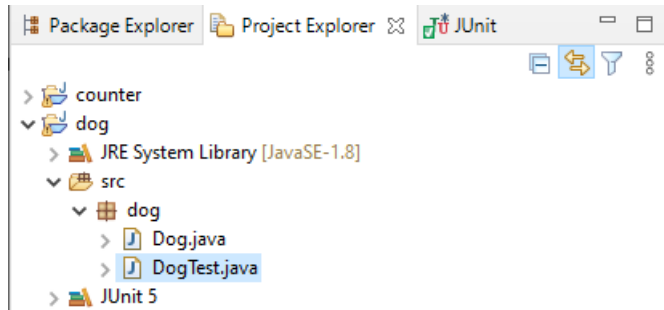 Package Explorer Project Explorer JUnit
counter
dog
JRE System Library [JavaSE-1.8]
src
dog
Dog.java
DogTest.java
JUnit 5